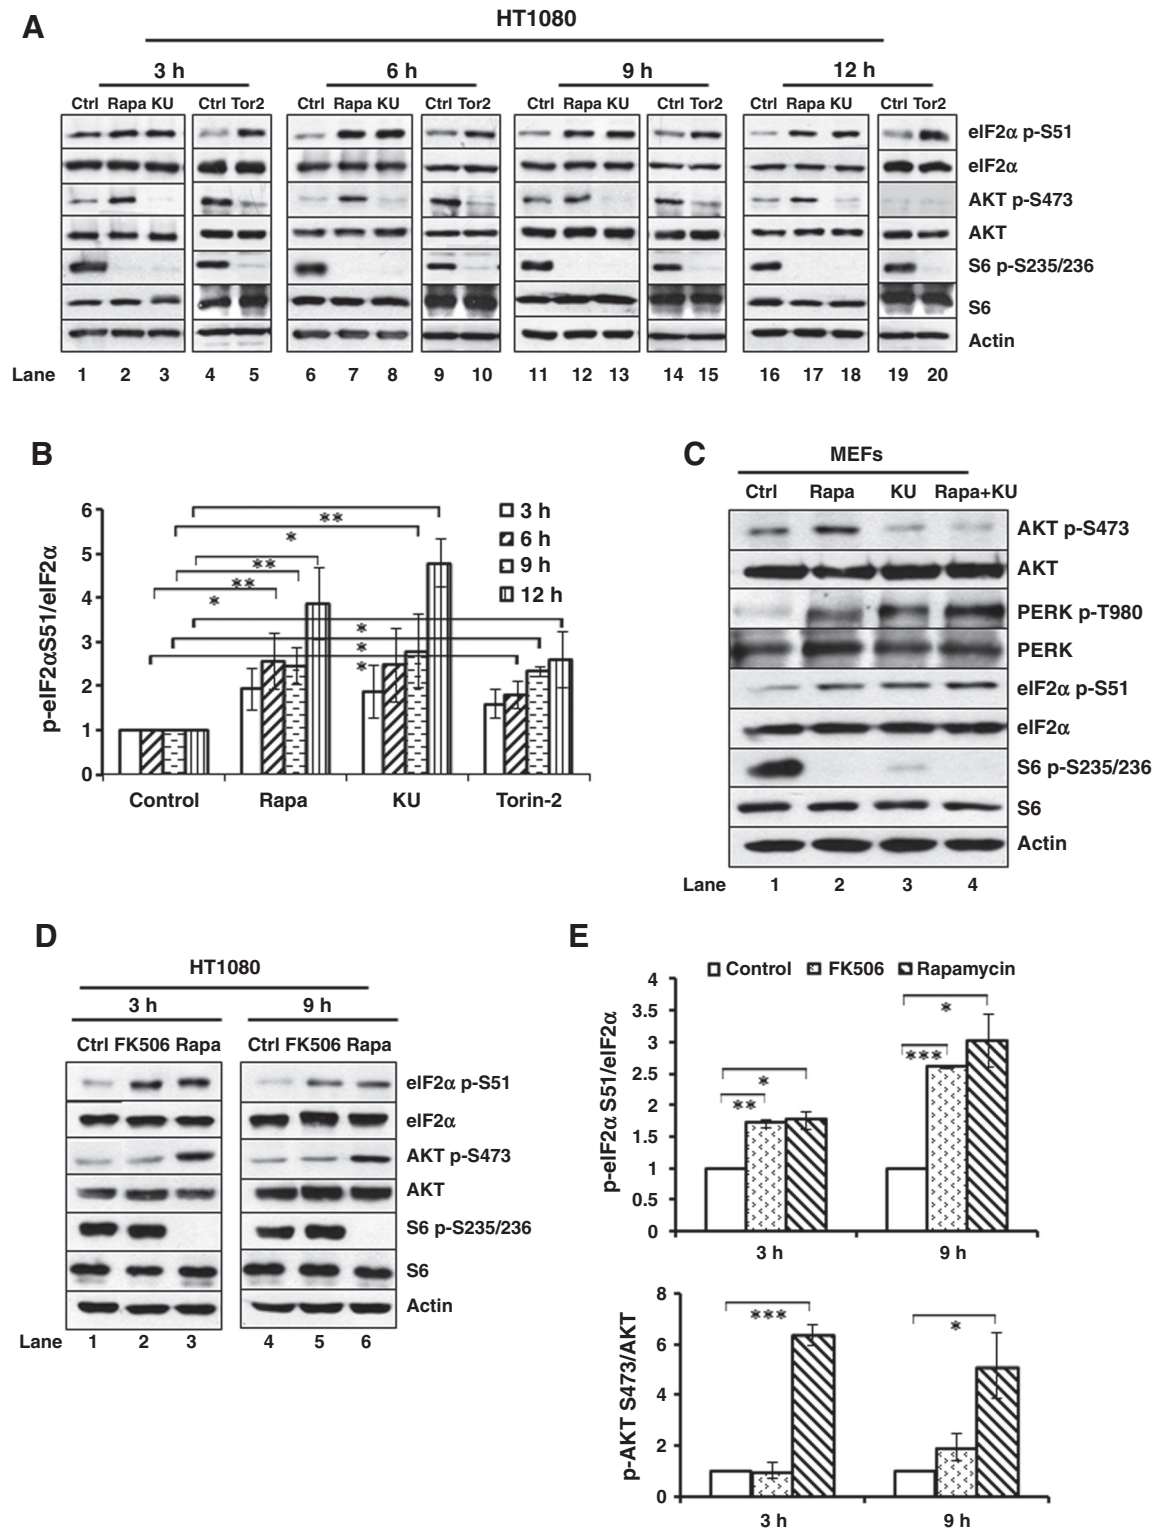 A
HT1080
3 h 6 h 9 h 12 h
Ctrl Rapa KU Ctrl Tor2 Ctrl Rapa KU Ctrl Tor2 Ctrl Rapa KU Ctrl Tor2 Ctrl Rapa KU Ctrl Tor2
eIF2α p-S51
eIF2α
AKT p-S473
AKT
S6 p-S235/236
S6
Actin
Lane 1 2 3 4 5 6 7 8 9 10 11 12 13 14 15 16 17 18 19 20
B
p-eIF2αS51/eIF2α
6
5
4
3
2
1
0
3 h
6 h
9 h
12 h
**
*
**
**
*
*
*
*
Control Rapa KU Torin-2
C
MEFs
Ctrl Rapa KU Rapa+KU
AKT p-S473
AKT
PERK p-T980
PERK
eIF2α p-S51
eIF2α
S6 p-S235/236
S6
Actin
Lane 1 2 3 4
D
HT1080
3 h 9 h
Ctrl FK506 Rapa Ctrl FK506 Rapa
eIF2α p-S51
eIF2α
AKT p-S473
AKT
S6 p-S235/236
S6
Actin
Lane 1 2 3 4 5 6
E
Control FK506 Rapamycin
p-eIF2α S51/eIF2α
4
3.5
3
2.5
2
1.5
1
0.5
0
*
**
*
***
3 h 9 h
p-AKT S473/AKT
8
6
4
2
0
***
*
3 h 9 h